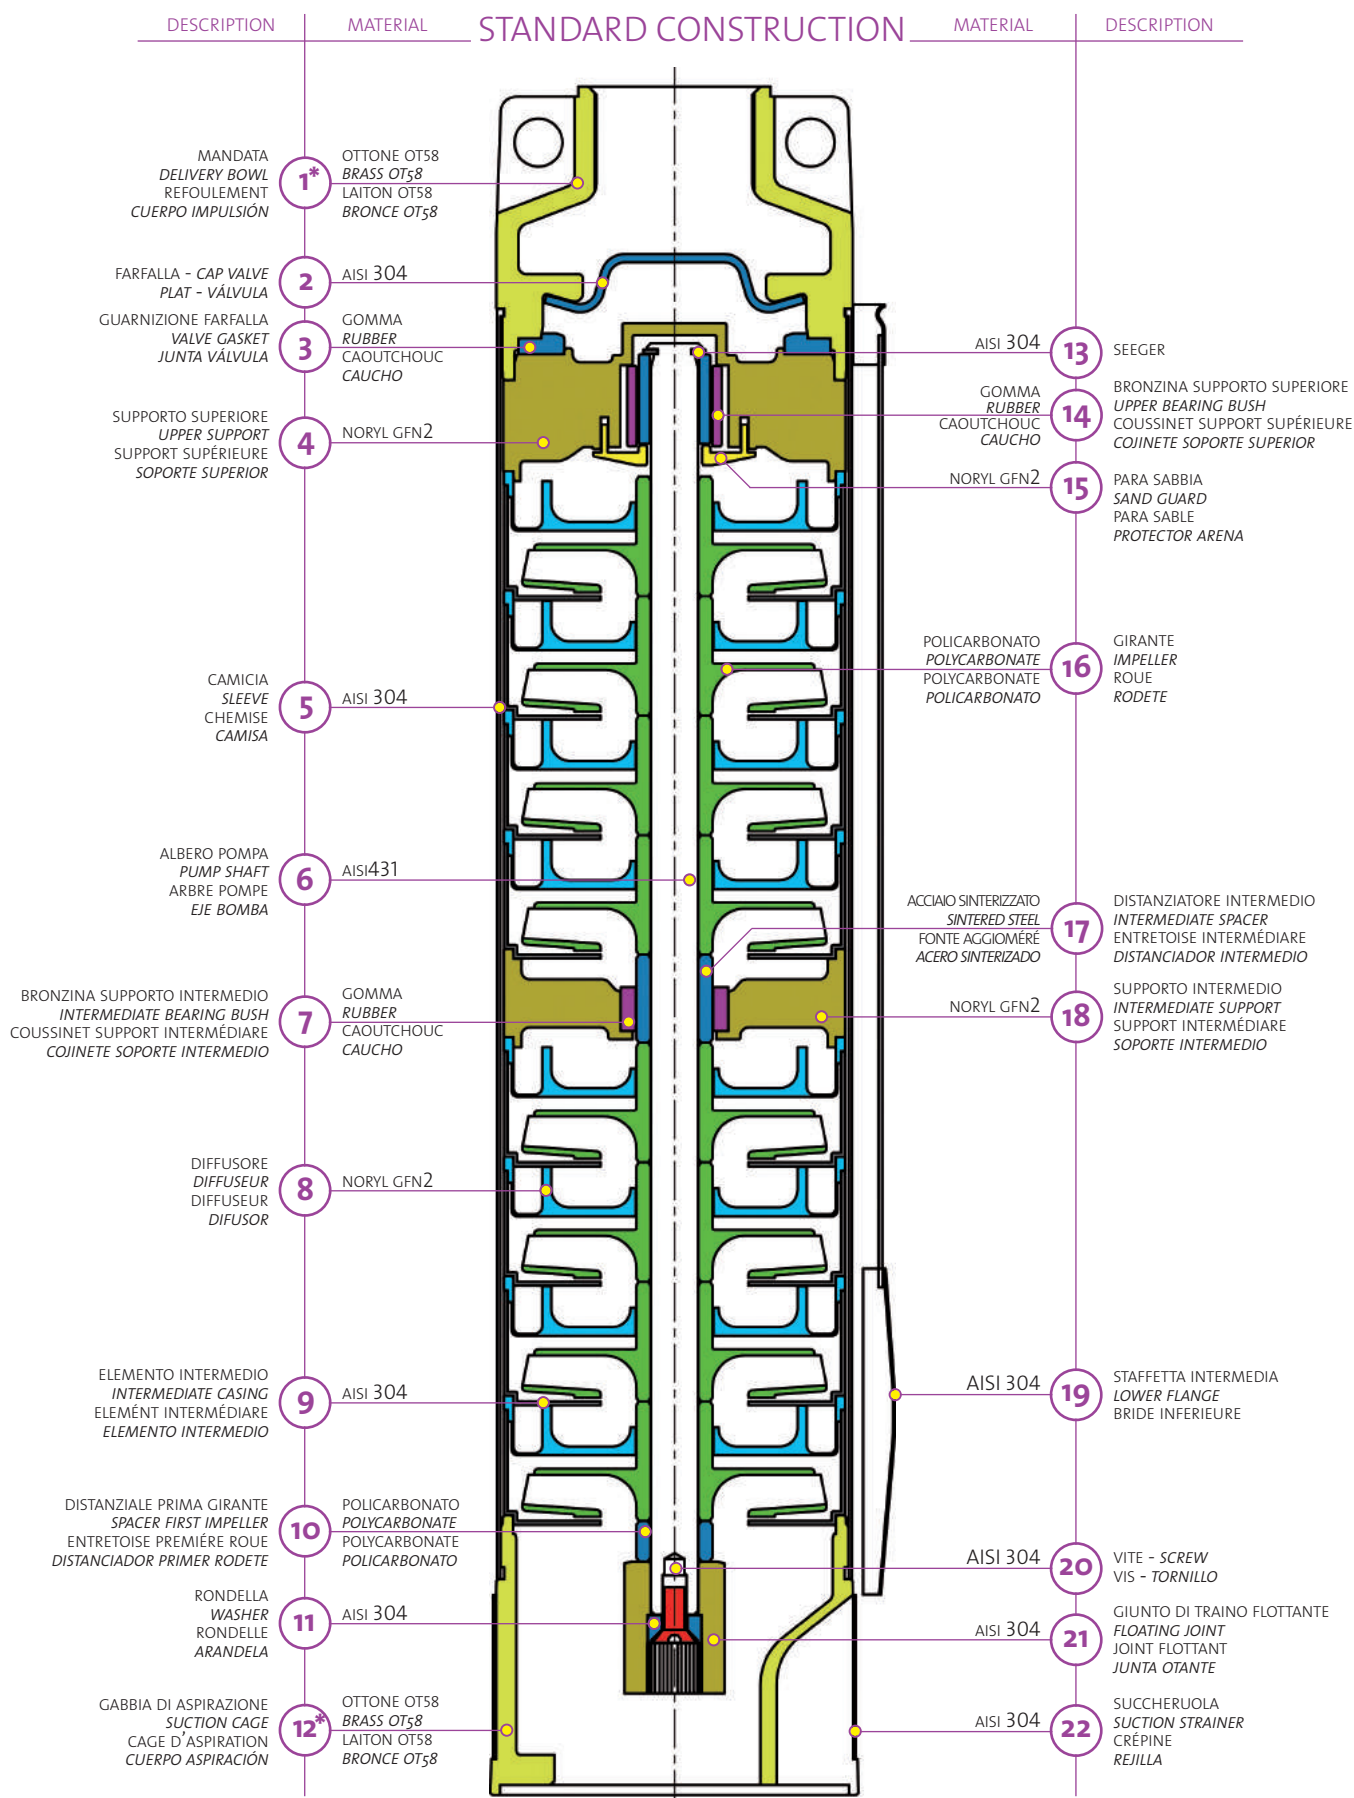 DESCRIPTION
MATERIAL
STANDARD CONSTRUCTION
MATERIAL
DESCRIPTION
MANDATA
DELIVERY BOWL
REFOULEMENT
CUERPO IMPULSIÓN
1*
OTTONE OT58
BRASS OT58
LAITON OT58
BRONCE OT58
FARFALLA - CAP VALVE
PLAT - VÁLVULA
2
AISI 304
GUARNIZIONE FARFALLA
VALVE GASKET
JUNTA VÁLVULA
3
GOMMA
RUBBER
CAOUTCHOUC
CAUCHO
SUPPORTO SUPERIORE
UPPER SUPPORT
SUPPORT SUPÉRIEURE
SOPORTE SUPERIOR
4
NORYL GFN2
CAMICIA
SLEEVE
CHEMISE
CAMISA
5
AISI 304
ALBERO POMPA
PUMP SHAFT
ARBRE POMPE
EJE BOMBA
6
AISI431
BRONZINA SUPPORTO INTERMEDIO
INTERMEDIATE BEARING BUSH
COUSSINET SUPPORT INTERMÉDIARE
COJINETE SOPORTE INTERMEDIO
7
GOMMA
RUBBER
CAOUTCHOUC
CAUCHO
DIFFUSORE
DIFFUSEUR
DIFFUSEUR
DIFUSOR
8
NORYL GFN2
ELEMENTO INTERMEDIO
INTERMEDIATE CASING
ELEMÉNT INTERMÉDIARE
ELEMENTO INTERMEDIO
9
AISI 304
DISTANZIALE PRIMA GIRANTE
SPACER FIRST IMPELLER
ENTRETOISE PREMIÉRE ROUE
DISTANCIADOR PRIMER RODETE
10
POLICARBONATO
POLYCARBONATE
POLYCARBONATE
POLICARBONATO
RONDELLA
WASHER
RONDELLE
ARANDELA
11
AISI 304
GABBIA DI ASPIRAZIONE
SUCTION CAGE
CAGE D'ASPIRATION
CUERPO ASPIRACIÓN
12*
OTTONE OT58
BRASS OT58
LAITON OT58
BRONCE OT58
AISI 304
13
SEEGER
GOMMA
RUBBER
CAOUTCHOUC
CAUCHO
14
BRONZINA SUPPORTO SUPERIORE
UPPER BEARING BUSH
COUSSINET SUPPORT SUPÉRIEURE
COJINETE SOPORTE SUPERIOR
NORYL GFN2
15
PARA SABBIA
SAND GUARD
PARA SABLE
PROTECTOR ARENA
POLICARBONATO
POLYCARBONATE
POLYCARBONATE
POLICARBONATO
16
GIRANTE
IMPELLER
ROUE
RODETE
ACCIAIO SINTERIZZATO
SINTERED STEEL
FONTE AGGIOMÉRÉ
ACERO SINTERIZADO
17
DISTANZIATORE INTERMEDIO
INTERMEDIATE SPACER
ENTRETOISE INTERMÉDIARE
DISTANCIADOR INTERMEDIO
NORYL GFN2
18
SUPPORTO INTERMEDIO
INTERMEDIATE SUPPORT
SUPPORT INTERMÉDIARE
SOPORTE INTERMEDIO
AISI 304
19
STAFFETTA INTERMEDIA
LOWER FLANGE
BRIDE INFERIEURE
AISI 304
20
VITE - SCREW
VIS - TORNILLO
AISI 304
21
GIUNTO DI TRAINO FLOTTANTE
FLOATING JOINT
JOINT FLOTTANT
JUNTA OTANTE
AISI 304
22
SUCCHERUOLA
SUCTION STRAINER
CRÉPINE
REJILLA